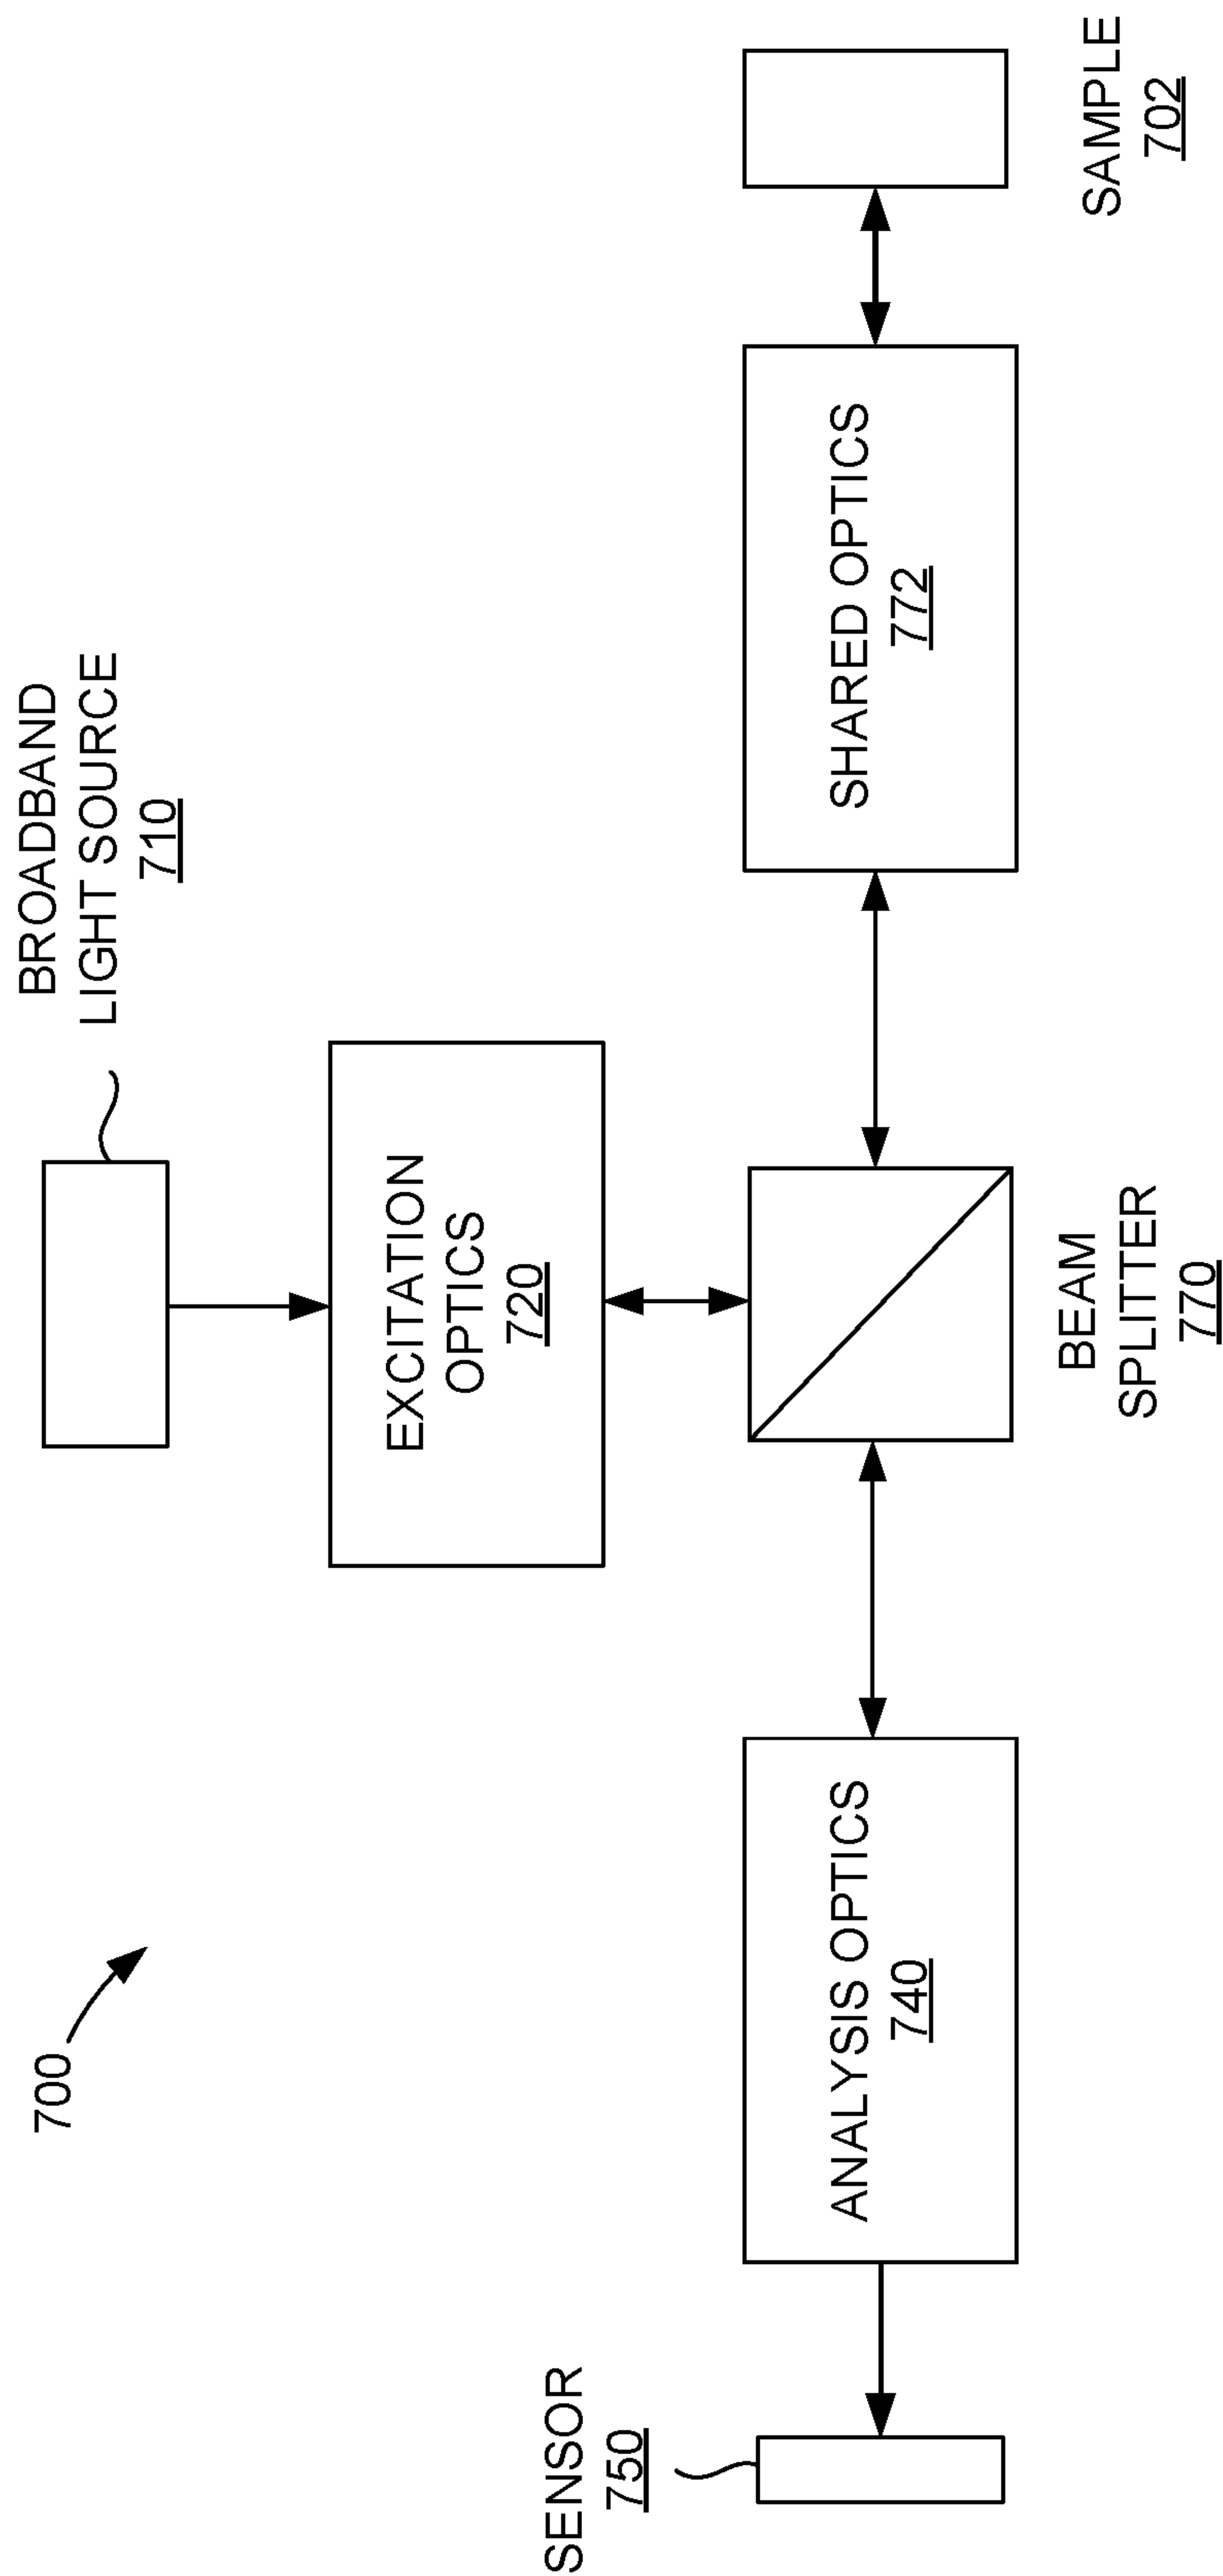 700
BROADBAND
LIGHT SOURCE
710
EXCITATION
OPTICS
720
SENSOR
750
ANALYSIS OPTICS
740
BEAM
SPLITTER
770
SHARED OPTICS
772
SAMPLE
702